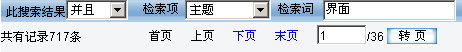 此搜索结果 并且 检索项 主题 检索词 界面
共有记录717条 首页 上页 下页 末页 1 /36 转 页